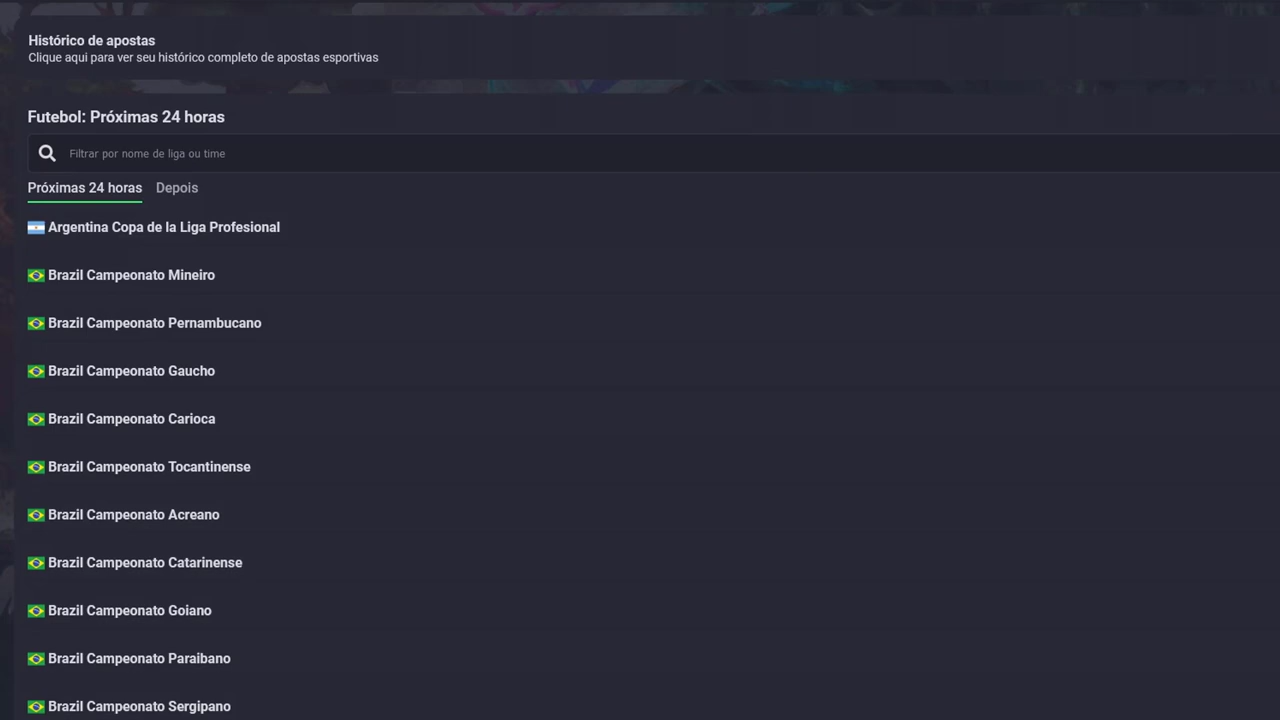 Histórico de apostas
Clique aqui para ver seu histórico completo de apostas esportivas
Futebol: Próximas 24 horas
Filtrar por nome de liga ou time
Próximas 24 horas Depois
Argentina Copa de la Liga Profesional
Brazil Campeonato Mineiro
Brazil Campeonato Pernambucano
Brazil Campeonato Gaucho
Brazil Campeonato Carioca
Brazil Campeonato Tocantinense
Brazil Campeonato Acreano
Brazil Campeonato Catarinense
Brazil Campeonato Goiano
Brazil Campeonato Paraibano
Brazil Campeonato Sergipano